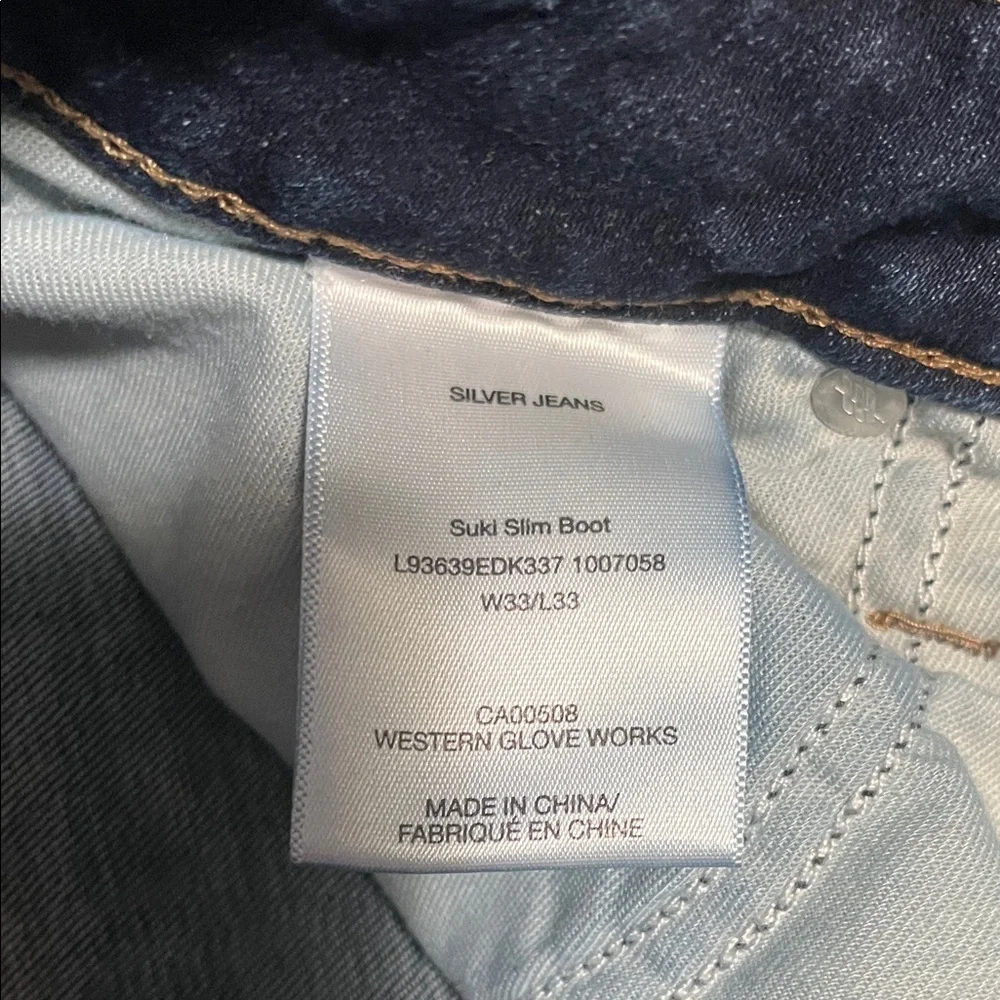 SILVER JEANS
Suki Slim Boot
L93639EDK337 1007058
W33/L33
CA00508
WESTERN GLOVE WORKS
MADE IN CHINA/
FABRIQUÉ EN CHINE